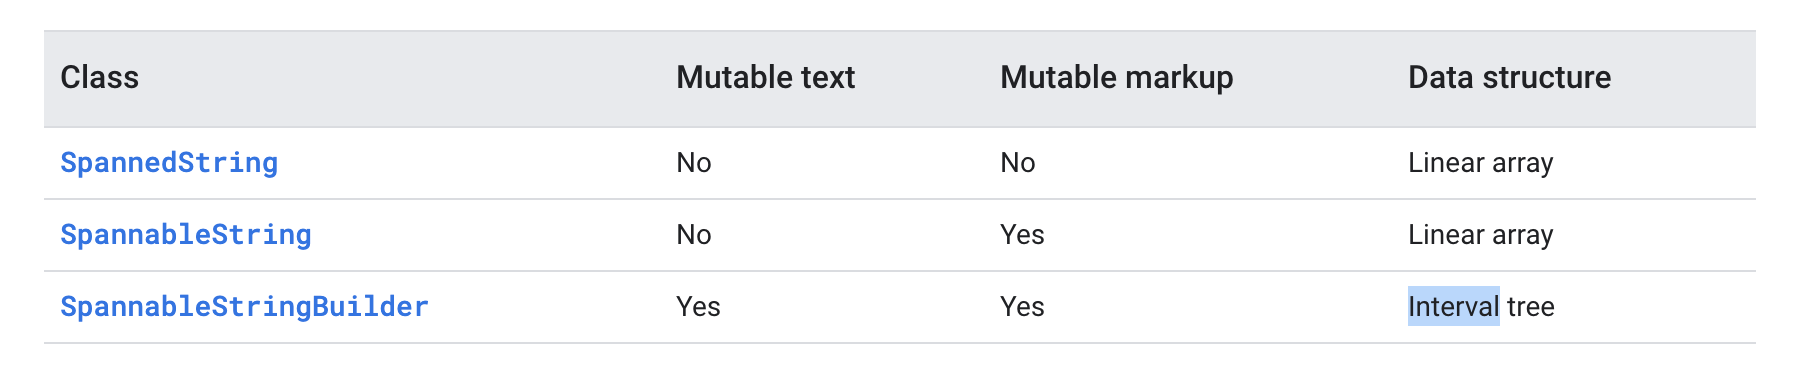 Class Mutable text Mutable markup Data structure
SpannedString No No Linear array
SpannableString No Yes Linear array
SpannableStringBuilder Yes Yes Interval tree